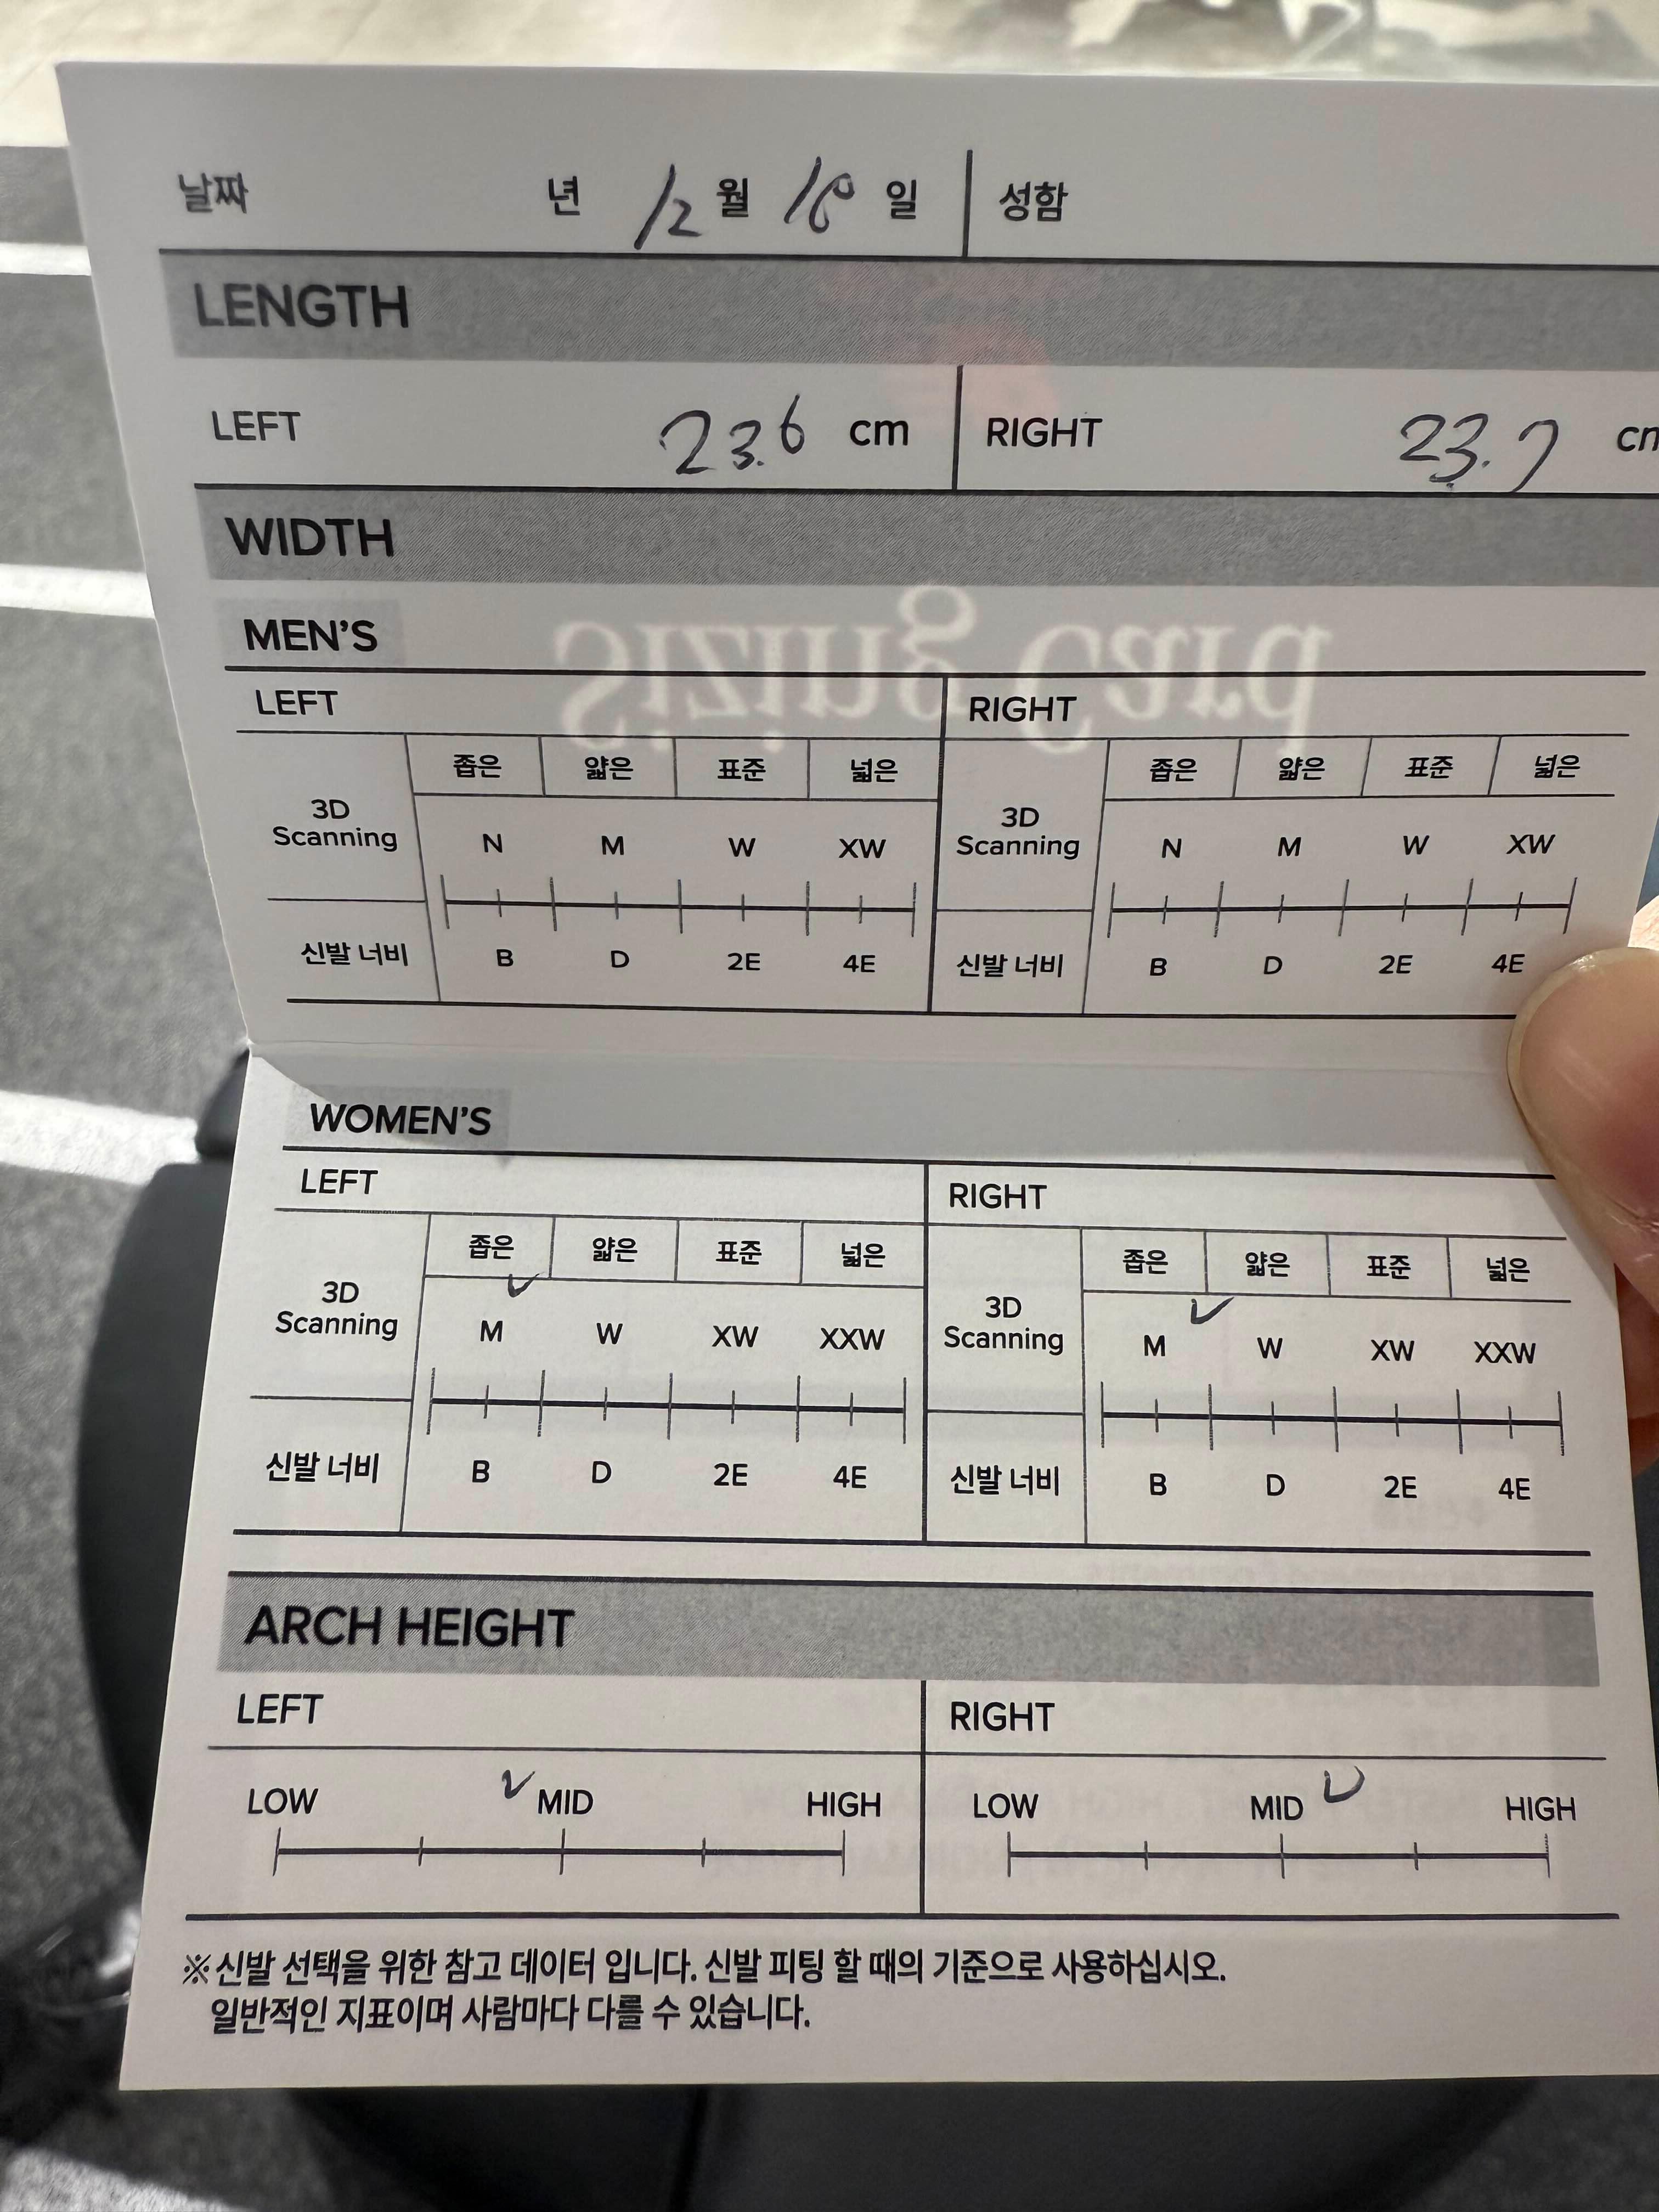 날짜 년 12월 18일 성함
LENGTH
LEFT 23.6 cm RIGHT 23.7
WIDTH
MEN'S
Sizing Card
LEFT RIGHT
좁은 얇은 표준 넓은 좁은 얇은 표준 넓은
3D Scanning N M W XW 3D Scanning N M W XW
신발 너비 B D 2E 4E 신발 너비 B D 2E 4E
WOMEN'S
LEFT RIGHT
좁은 얇은 표준 넓은 좁은 얇은 표준 넓은
3D Scanning M W XW XXW 3D Scanning M W XW XXW
신발 너비 B D 2E 4E 신발 너비 B D 2E 4E
ARCH HEIGHT
LEFT RIGHT
LOW MID HIGH LOW MID HIGH
※신발 선택을 위한 참고 데이터 입니다. 신발 피팅 할 때의 기준으로 사용하십시오.
일반적인 지표이며 사람마다 다를 수 있습니다.